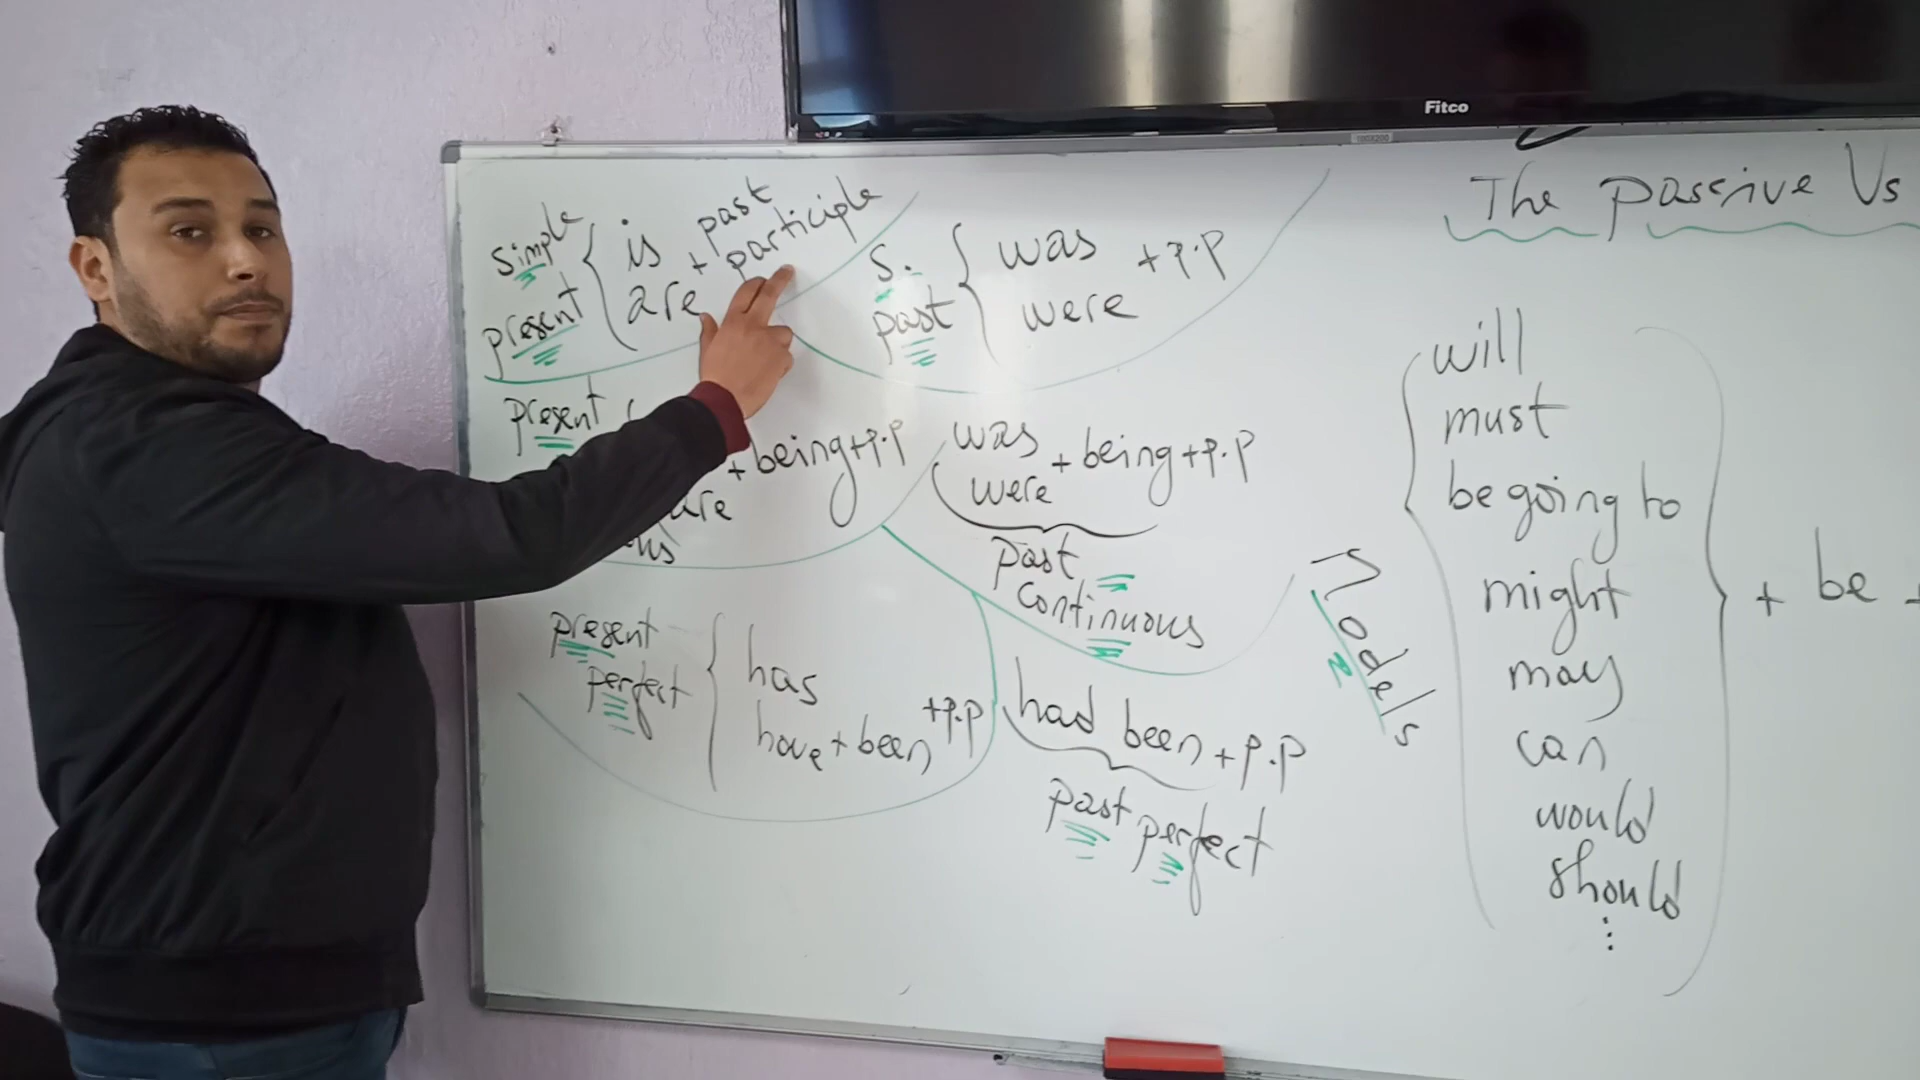 Fitco
The Passive Vs
simple
present
is
are
+ past
participle
S.
past
was
were
+ p.p
present
are
+ being + p.p
was
were
+ being + p.p
past
continuous
present
perfect
has
have + been + p.p
had been + p.p
past perfect
Models
will
must
be going to
might
may
can
would
should
...
+ be +